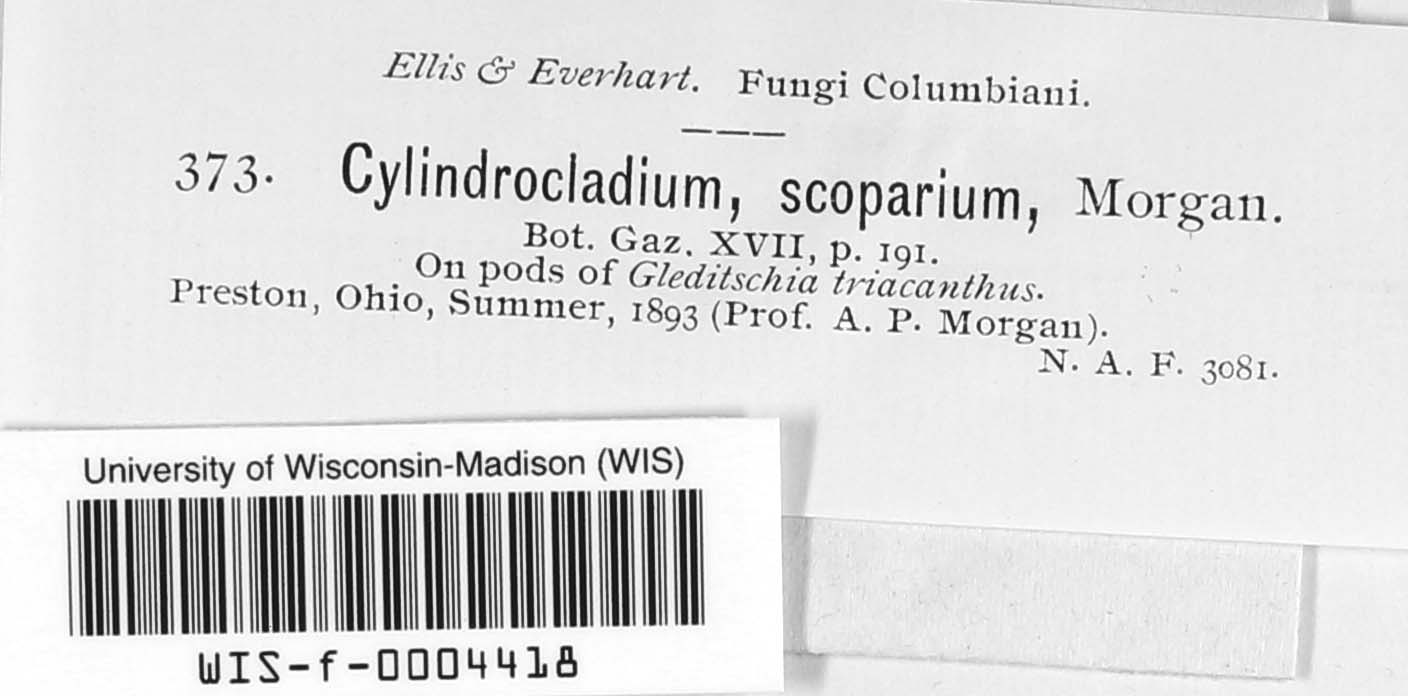 Ellis & Everhart. Fungi Columbiani.
373. Cylindrocladium, scoparium, Morgan.
Bot. Gaz. XVII, p. 191.
On pods of Gleditschia triacanthus.
Preston, Ohio, Summer, 1893 (Prof. A. P. Morgan).
N. A. F. 3081.
University of Wisconsin-Madison (WIS)
WIS-f-0004418